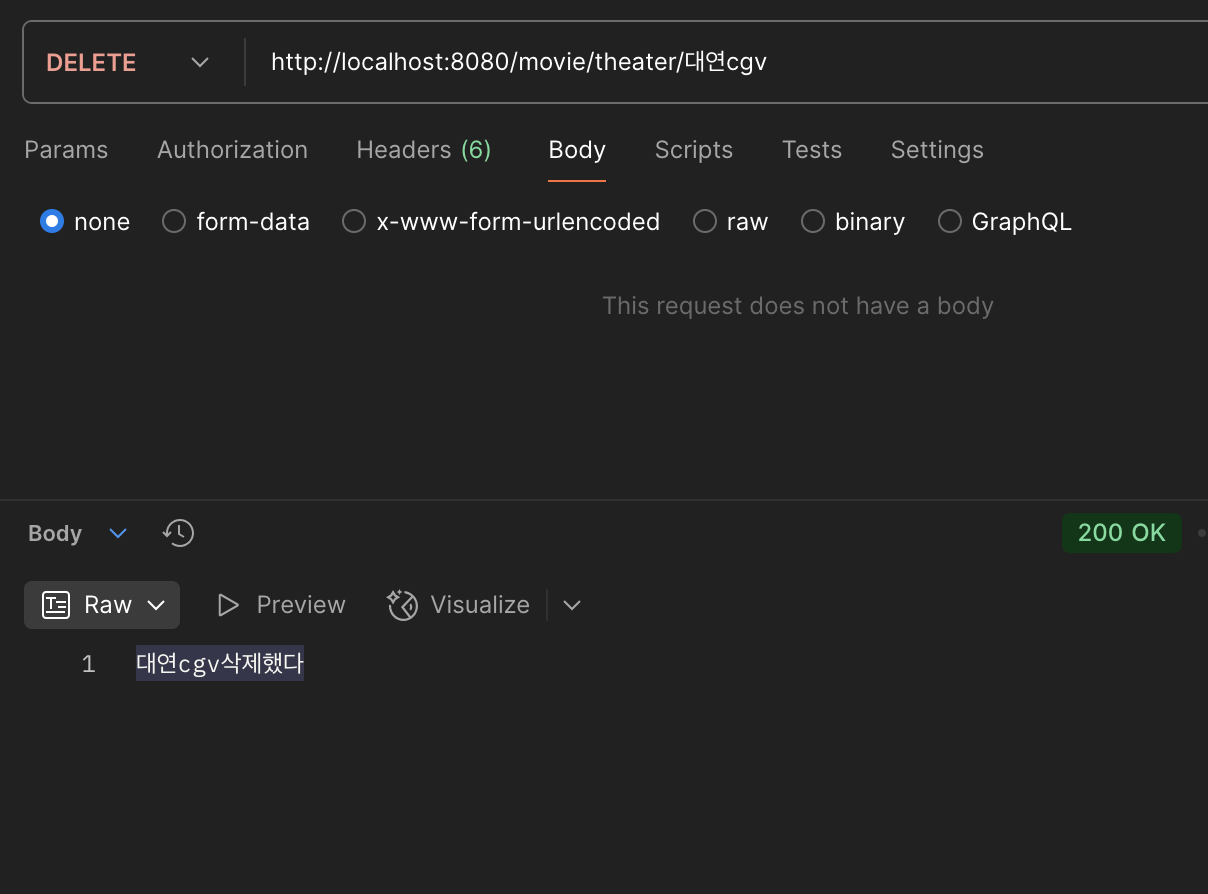 DELETE http://localhost:8080/movie/theater/대연cgv
Params Authorization Headers (6) Body Scripts Tests Settings
none form-data x-www-form-urlencoded raw binary GraphQL
This request does not have a body
Body 200 OK
Raw Preview Visualize
1 대연cgv삭제했다